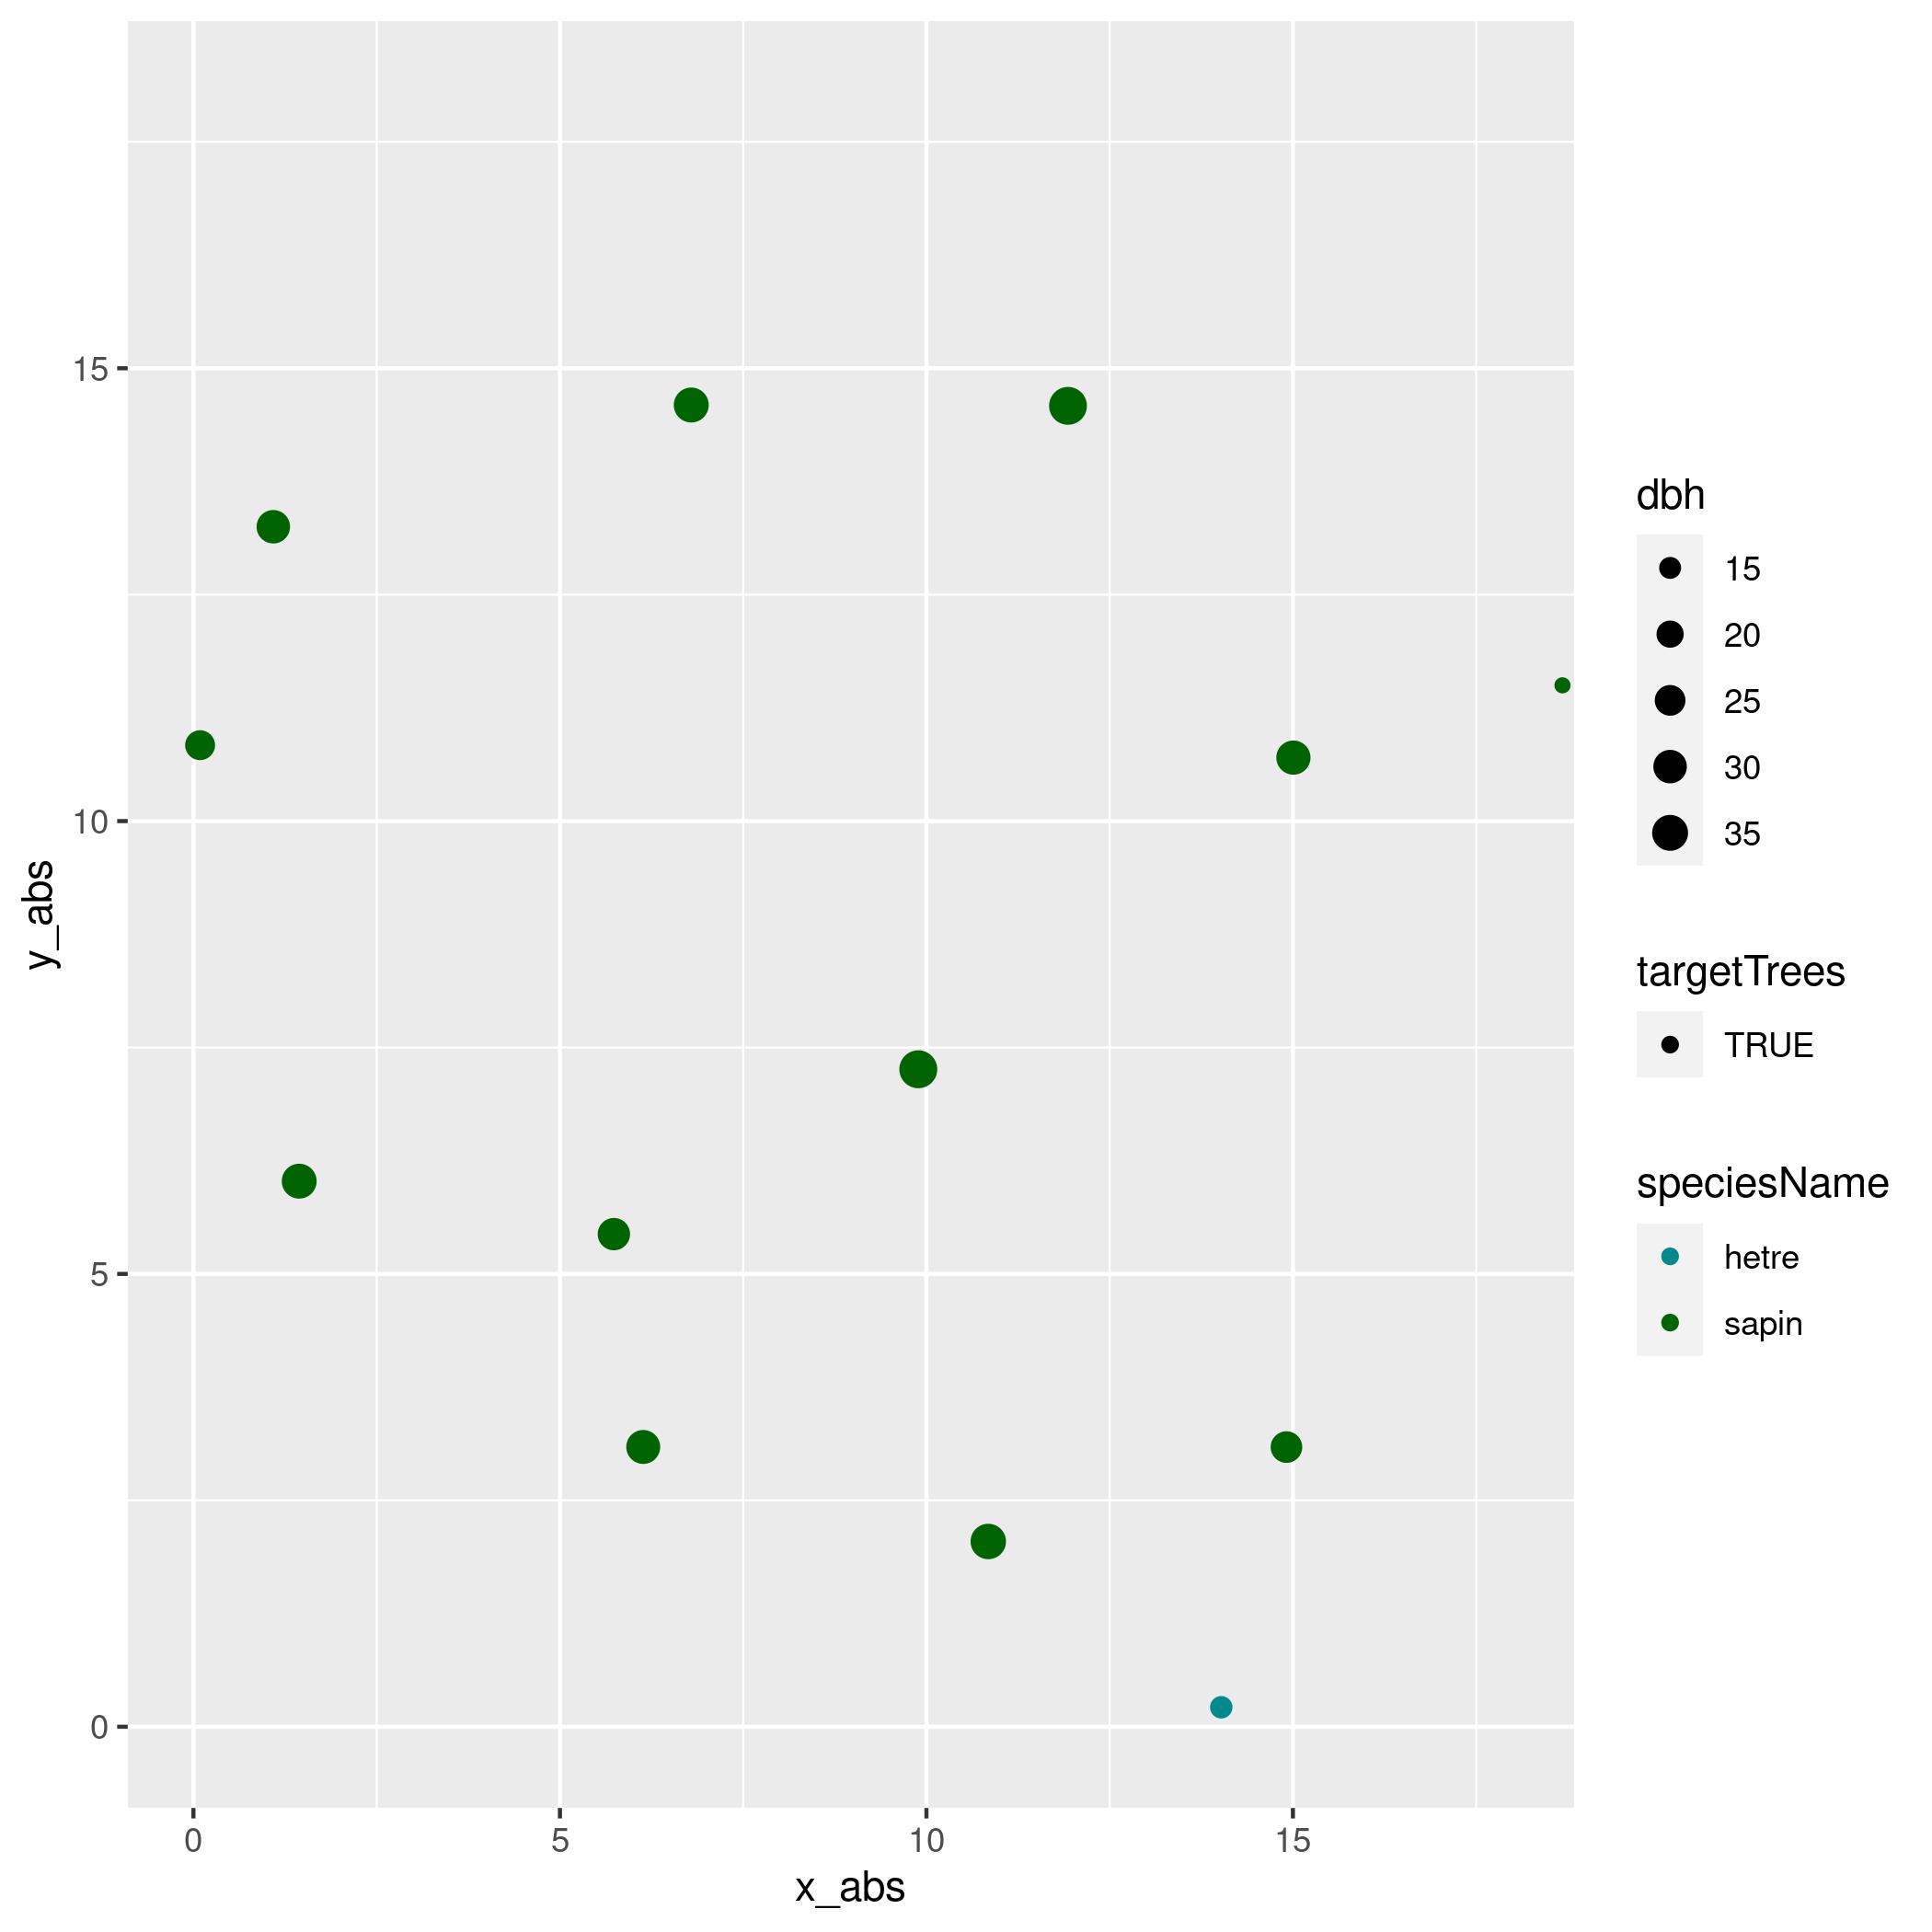 15
10
5
0
y_abs
0 5 10 15
x_abs
dbh
15
20
25
30
35
targetTrees
TRUE
speciesName
hetre
sapin